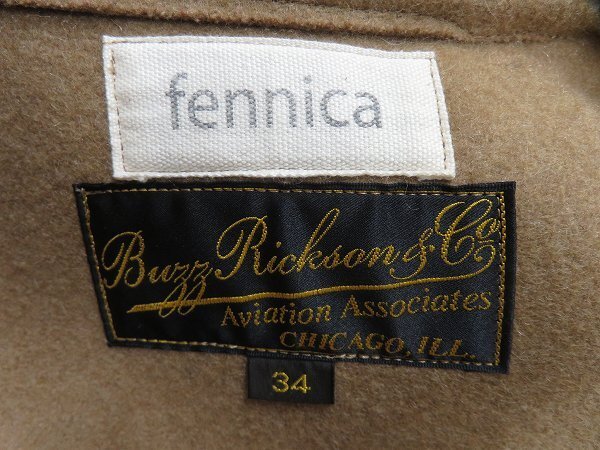 fennica
Buzz Rickson & Co
Aviation Associates
CHICAGO, ILL.
34